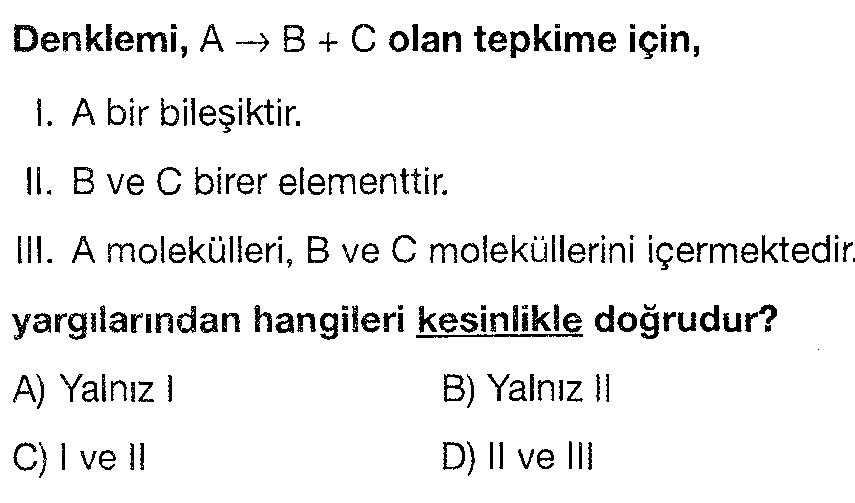 Denklemi, A → B + C olan tepkime için,
I. A bir bileşiktir.
II. B ve C birer elementtir.
III. A molekülleri, B ve C moleküllerini içermektedir.
yargılarından hangileri kesinlikle doğrudur?
A) Yalnız I
B) Yalnız II
C) I ve II
D) II ve III